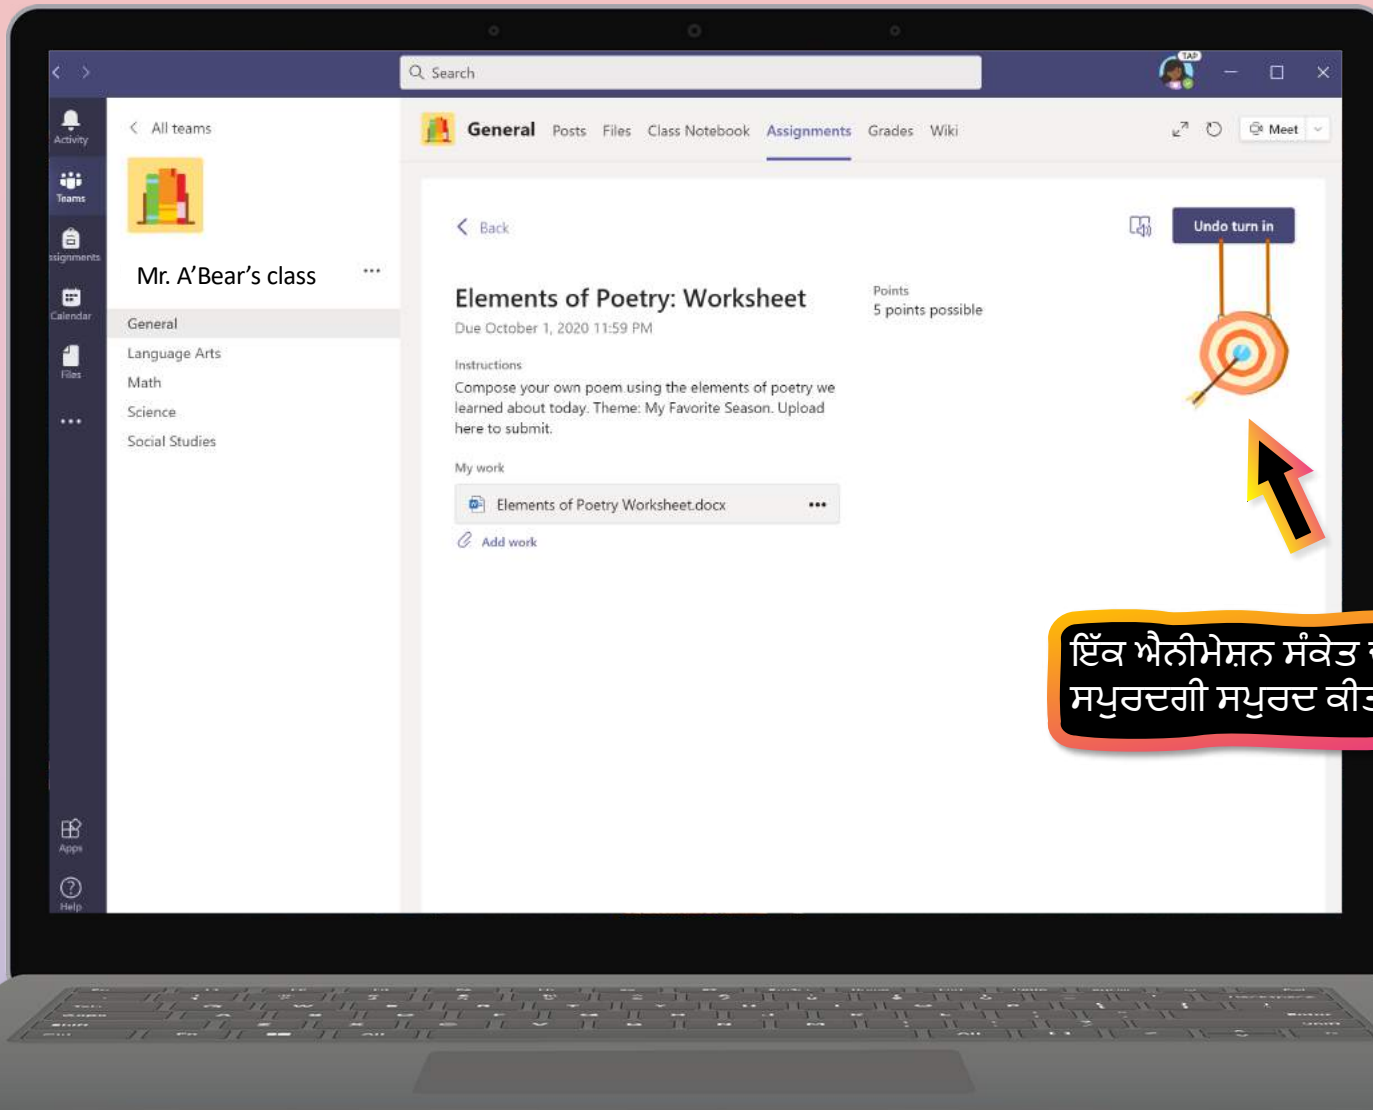 TAP
Search
Activity
Teams
Calendar
Files
Apps
Help
All teams
Mr. A'Bear's class
General
Language Arts
Math
Science
Social Studies
General Posts Files Class Notebook Assignments Grades Wiki
Meet
Back
Undo turn in
Elements of Poetry: Worksheet
Due October 1, 2020 11:59 PM
Points
5 points possible
Instructions
Compose your own poem using the elements of poetry we
learned about today. Theme: My Favorite Season. Upload
here to submit.
My work
Elements of Poetry Worksheet.docx
Add work
ਇੱਕ ਐਨੀਮੇਸ਼ਨ ਸੰਕੇਤ
ਸਪੁਰਦਗੀ ਸਪੁਰਦ